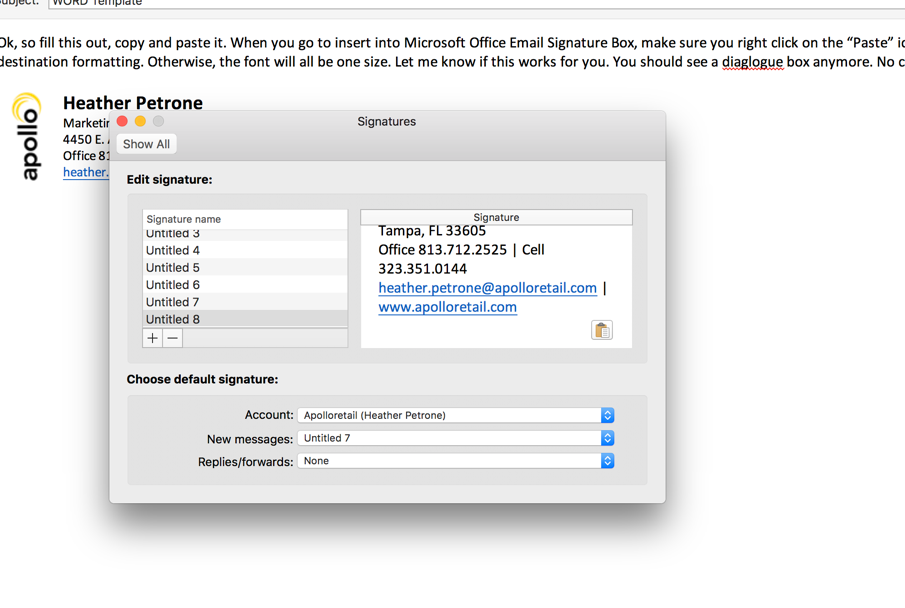 Subject: WORD Template
Ok, so fill this out, copy and paste it. When you go to insert into Microsoft Office Email Signature Box, make sure you right click on the “Paste”
destination formatting. Otherwise, the font will all be one size. Let me know if this works for you. You should see a diaglogue box anymore. No
apollo
Heather Petrone
4450 E.
Office
heather.
Signatures
Show All
Edit signature:
Signature name
Untitled 3
Untitled 4
Untitled 5
Untitled 6
Untitled 7
Untitled 8
Signature
Tampa, FL 33605
Office 813.712.2525 | Cell
323.351.0144
heather.petrone@apolloretail.com |
www.apolloretail.com
Choose default signature:
Account: Apolloretail (Heather Petrone)
New messages: Untitled 7
Replies/forwards: None